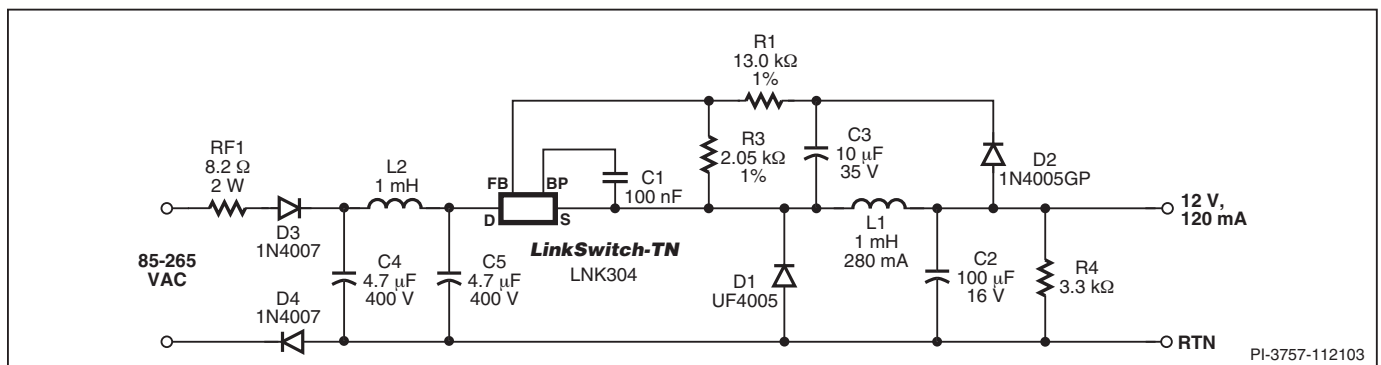 R1
13.0 kΩ
1%
RF1
8.2 Ω
2 W
D3
1N4007
L2
1 mH
FB
BP
D
S
C1
100 nF
R3
2.05 kΩ
1%
C3
10 µF
35 V
D2
1N4005GP
LinkSwitch-TN
LNK304
L1
1 mH
280 mA
12 V,
120 mA
85-265
VAC
C4
4.7 µF
400 V
C5
4.7 µF
400 V
D1
UF4005
C2
100 µF
16 V
R4
3.3 kΩ
D4
1N4007
RTN
PI-3757-112103